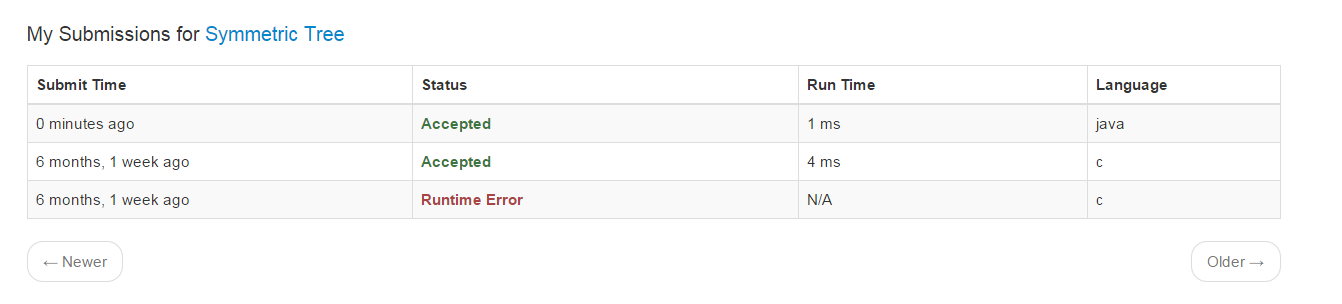 My Submissions for Symmetric Tree
Submit Time Status Run Time Language
0 minutes ago Accepted 1 ms java
6 months, 1 week ago Accepted 4 ms c
6 months, 1 week ago Runtime Error N/A c
← Newer Older →